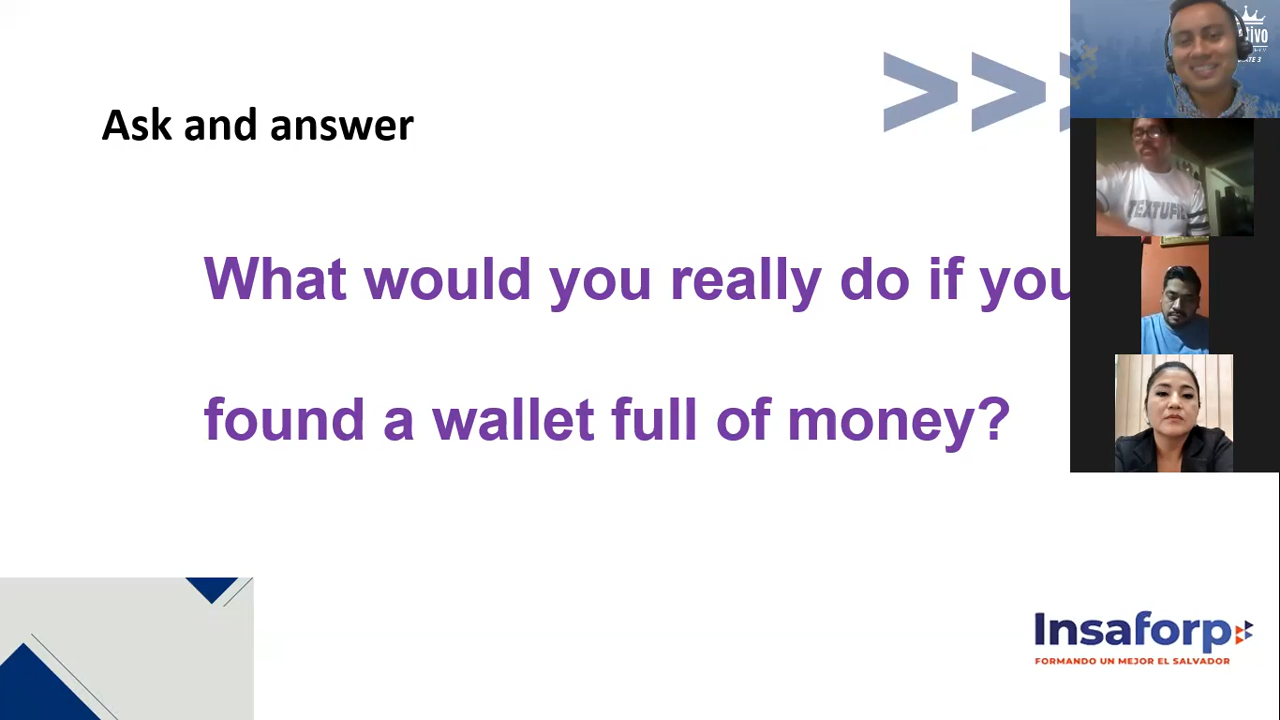 Ask and answer
What would you really do if you
found a wallet full of money?
Insaforp
FORMANDO UN MEJOR EL SALVADOR